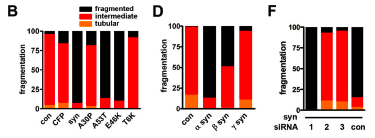 B
fragmented
intermediate
tubular
fragmentation
100
75
50
25
0
con
CFP
syn
A30P
A53T
E46K
T6K
D
fragmentation
100
75
50
25
0
con
α syn
β syn
γ syn
F
fragmentation
100
75
50
25
0
syn
siRNA 1 2 3 con